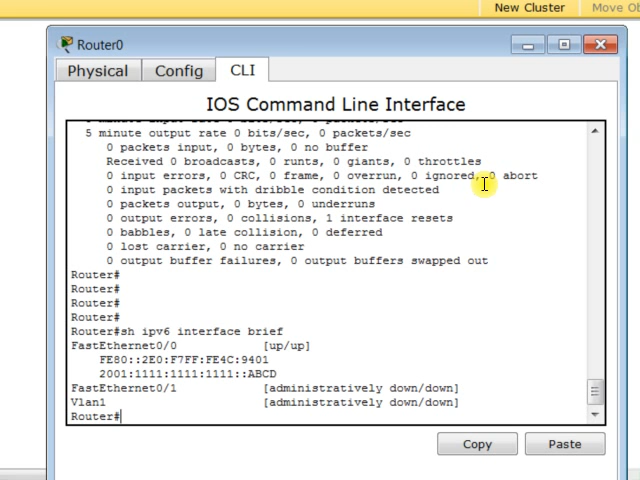 New Cluster
Move Ob
Router0
Physical Config CLI
IOS Command Line Interface
5 minute output rate 0 bits/sec, 0 packets/sec
0 packets input, 0 bytes, 0 no buffer
Received 0 broadcasts, 0 runts, 0 giants, 0 throttles
0 input errors, 0 CRC, 0 frame, 0 overrun, 0 ignored, 0 abort
0 input packets with dribble condition detected
0 packets output, 0 bytes, 0 underruns
0 output errors, 0 collisions, 1 interface resets
0 babbles, 0 late collision, 0 deferred
0 lost carrier, 0 no carrier
0 output buffer failures, 0 output buffers swapped out
Router#
Router#
Router#
Router#
Router#sh ipv6 interface brief
FastEthernet0/0 [up/up]
FE80::2E0:F7FF:FE4C:9401
2001:1111:1111:1111::ABCD
FastEthernet0/1 [administratively down/down]
Vlan1 [administratively down/down]
Router#
Copy Paste